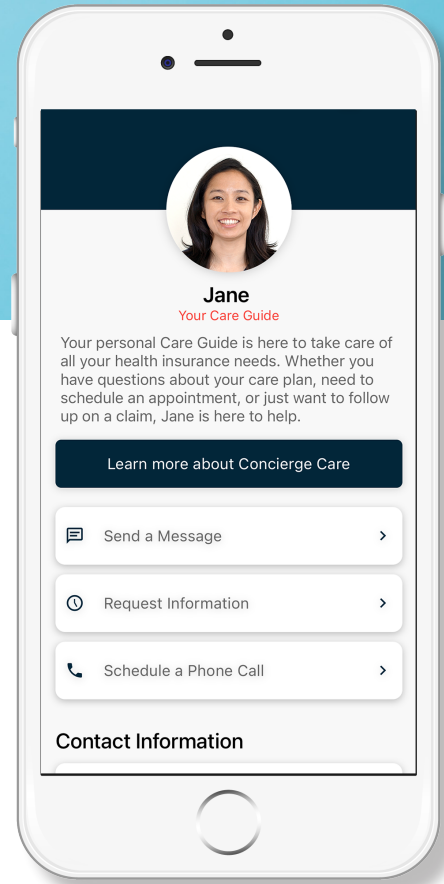 Jane
Your Care Guide
Your personal Care Guide is here to take care of
all your health insurance needs. Whether you
have questions about your care plan, need to
schedule an appointment, or just want to follow
up on a claim, Jane is here to help.
Learn more about Concierge Care
Send a Message
Request Information
Schedule a Phone Call
Contact Information